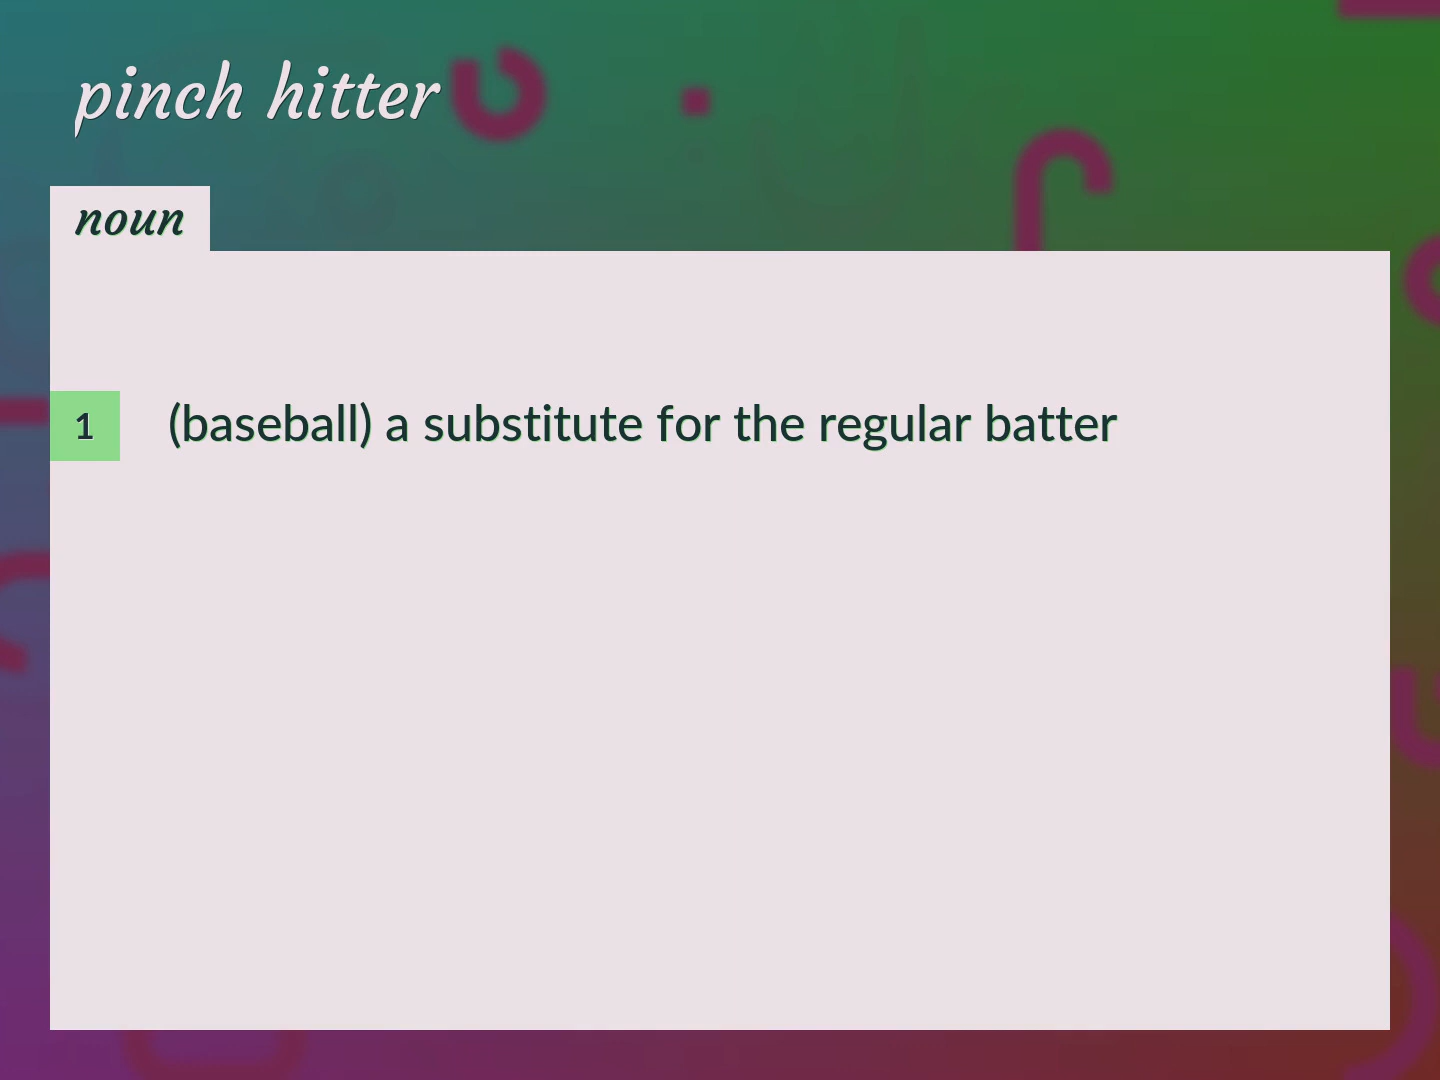 pinch hitter
noun
1 (baseball) a substitute for the regular batter